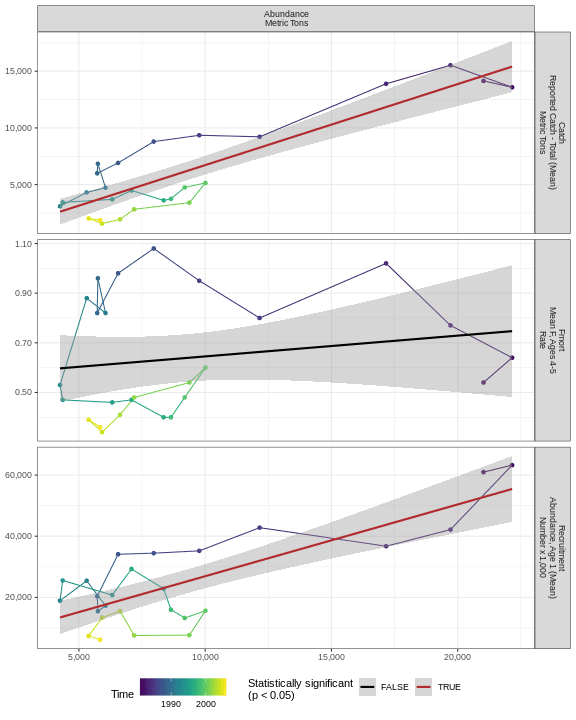 Abundance
Metric Tons
15,000
10,000
5,000
Catch
Reported Catch - Total (Mean)
Metric Tons
1.10
0.90
0.70
0.50
Fmort
Mean F, Ages 4-5
Rate
60,000
40,000
20,000
Recruitment
Abundance, Age 1 (Mean)
Number x 1,000
5,000 10,000 15,000 20,000
Time
1990 2000
Statistically significant
(p < 0.05)
FALSE TRUE